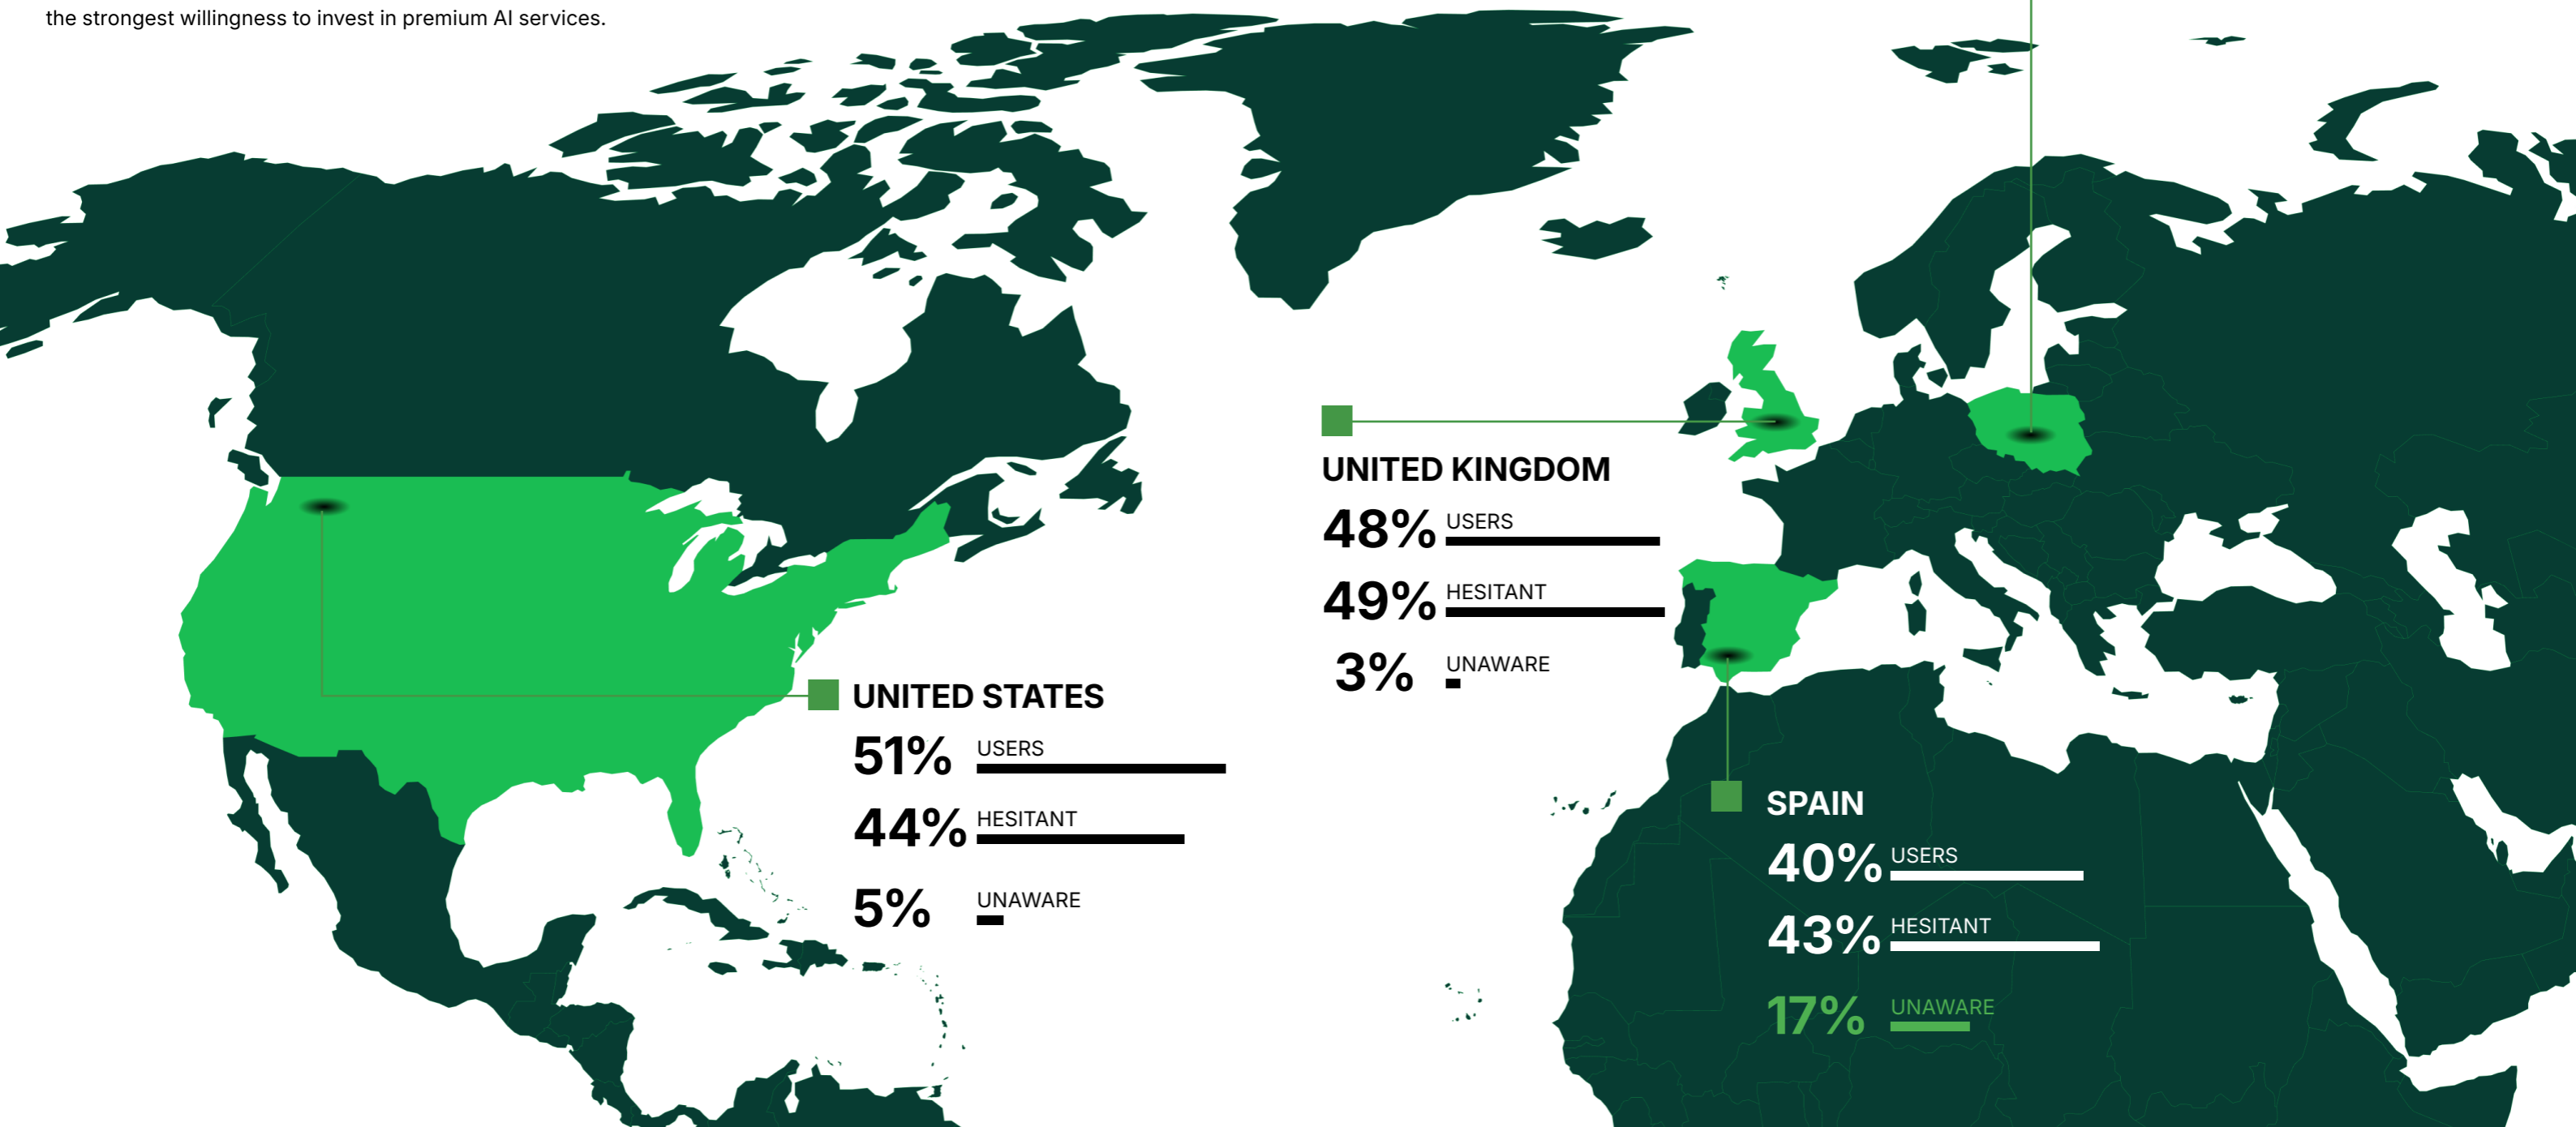 the strongest willingness to invest in premium AI services.
UNITED KINGDOM
48% USERS
49% HESITANT
3% UNAWARE
UNITED STATES
51% USERS
44% HESITANT
5% UNAWARE
SPAIN
40% USERS
43% HESITANT
17% UNAWARE